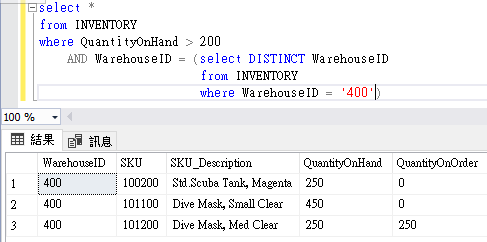 select *
from INVENTORY
where QuantityOnHand > 200
AND WarehouseID = (select DISTINCT WarehouseID
from INVENTORY
where WarehouseID = '400')
100 %
結果 訊息
WarehouseID SKU SKU_Description QuantityOnHand QuantityOnOrder
1 400 100200 Std.Scuba Tank, Magenta 250 0
2 400 101100 Dive Mask, Small Clear 450 0
3 400 101200 Dive Mask, Med Clear 250 250